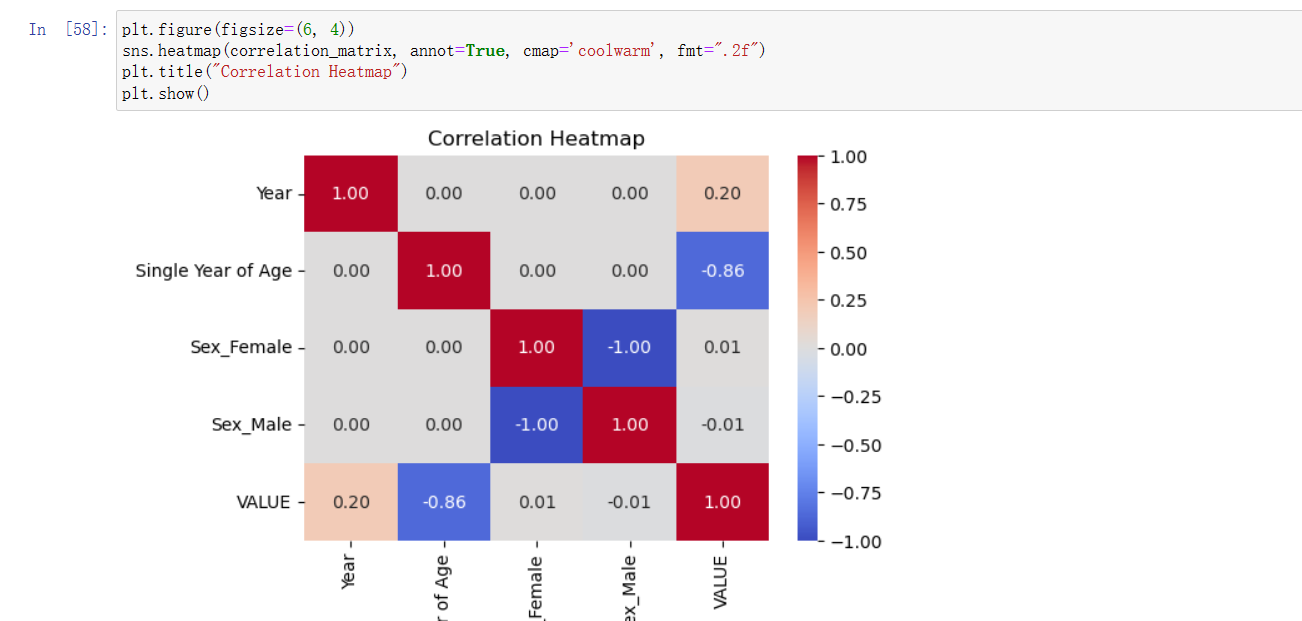 In [58]: plt.figure(figsize=(6, 4))
sns.heatmap(correlation_matrix, annot=True, cmap='coolwarm', fmt=".2f")
plt.title("Correlation Heatmap")
plt.show()
Correlation Heatmap
Year 1.00 0.00 0.00 0.00 0.20
Single Year of Age 0.00 1.00 0.00 0.00 -0.86
Sex_Female 0.00 0.00 1.00 -1.00 0.01
Sex_Male 0.00 0.00 -1.00 1.00 -0.01
VALUE 0.20 -0.86 0.01 -0.01 1.00
1.00
0.75
0.50
0.25
0.00
−0.25
−0.50
−0.75
−1.00
Year
r of Age
_Female
ex_Male
VALUE